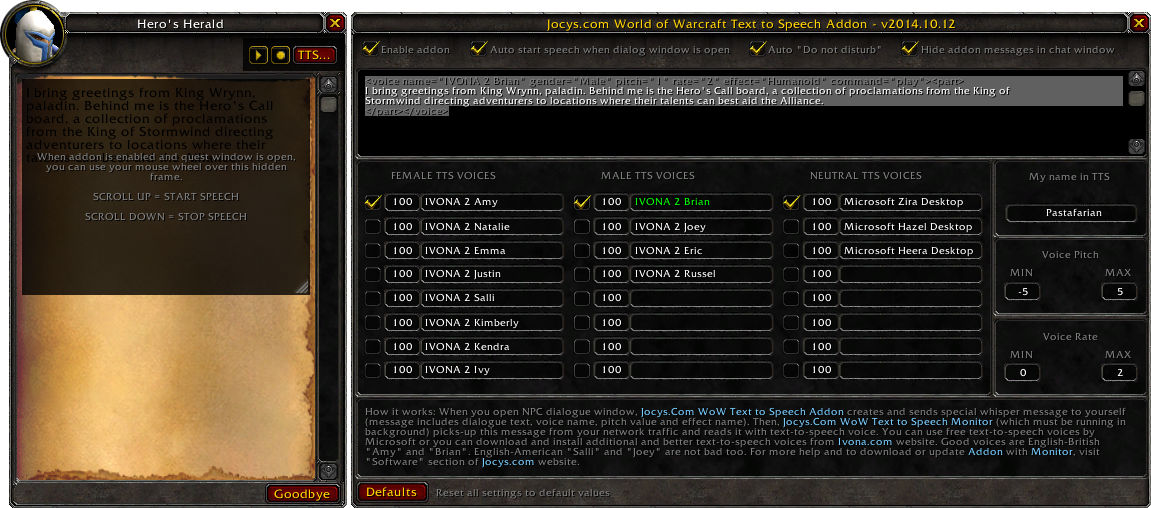 Hero's Herald
TTS...
I bring greetings from King Wrynn,
paladin. Behind me is the Hero's Call
board, a collection of proclamations
from the King of Stormwind directing
adventurers to locations where their
When addon is enabled and quest window is open,
you can use your mouse wheel over this hidden
frame.
SCROLL UP = START SPEECH
SCROLL DOWN = STOP SPEECH
Goodbye
Jocys.com World of Warcraft Text to Speech Addon - v2014.10.12
Enable addon
Auto start speech when dialog window is open
Auto "Do not disturb"
Hide addon messages in chat window
<voice name="IVONA 2 Brian" gender="Male" pitch="1" rate="2" effect="Humanoid" command="play"><part>
I bring greetings from King Wrynn, paladin. Behind me is the Hero's Call board, a collection of proclamations from the King of
Stormwind directing adventurers to locations where their talents can best aid the Alliance.
</part></voice>
FEMALE TTS VOICES
100 IVONA 2 Amy
100 IVONA 2 Natalie
100 IVONA 2 Emma
100 IVONA 2 Justin
100 IVONA 2 Salli
100 IVONA 2 Kimberly
100 IVONA 2 Kendra
100 IVONA 2 Ivy
MALE TTS VOICES
100 IVONA 2 Brian
100 IVONA 2 Joey
100 IVONA 2 Eric
100 IVONA 2 Russel
100
100
100
100
NEUTRAL TTS VOICES
100 Microsoft Zira Desktop
100 Microsoft Hazel Desktop
100 Microsoft Heera Desktop
100
100
100
100
100
My name in TTS
Pastafarian
Voice Pitch
MIN MAX
-5 5
Voice Rate
MIN MAX
0 2
How it works: When you open NPC dialogue window, Jocys.Com WoW Text to Speech Addon creates and sends special whisper message to yourself
(message includes dialogue text, voice name, pitch value and effect name). Then, Jocys.Com WoW Text to Speech Monitor (which must be running in
background) picks-up this message from your network traffic and reads it with text-to-speech voice. You can use free text-to-speech voices by
Microsoft or you can download and install additional and better text-to-speech voices from Ivona.com website. Good voices are English-British
"Amy" and "Brian". English-American "Salli" and "Joey" are not bad too. For more help and to download or update Addon with Monitor, visit
"Software" section of Jocys.com website.
Defaults
Reset all settings to default values